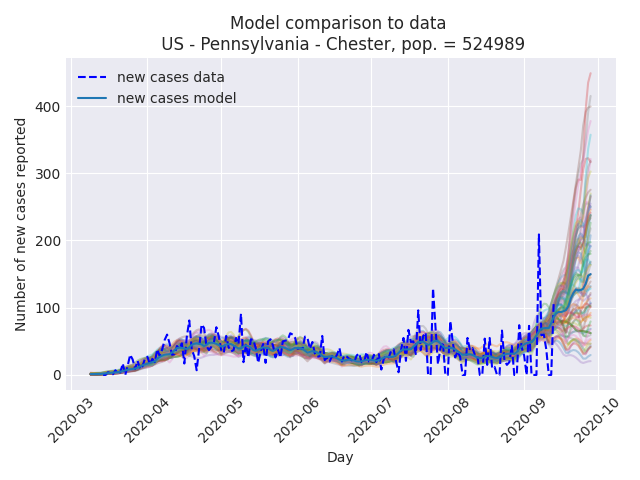 Model comparison to data
US - Pennsylvania - Chester, pop. = 524989
new cases data
new cases model
Number of new cases reported
400
300
200
100
0
2020-03
2020-04
2020-05
2020-06
2020-07
2020-08
2020-09
2020-10
Day